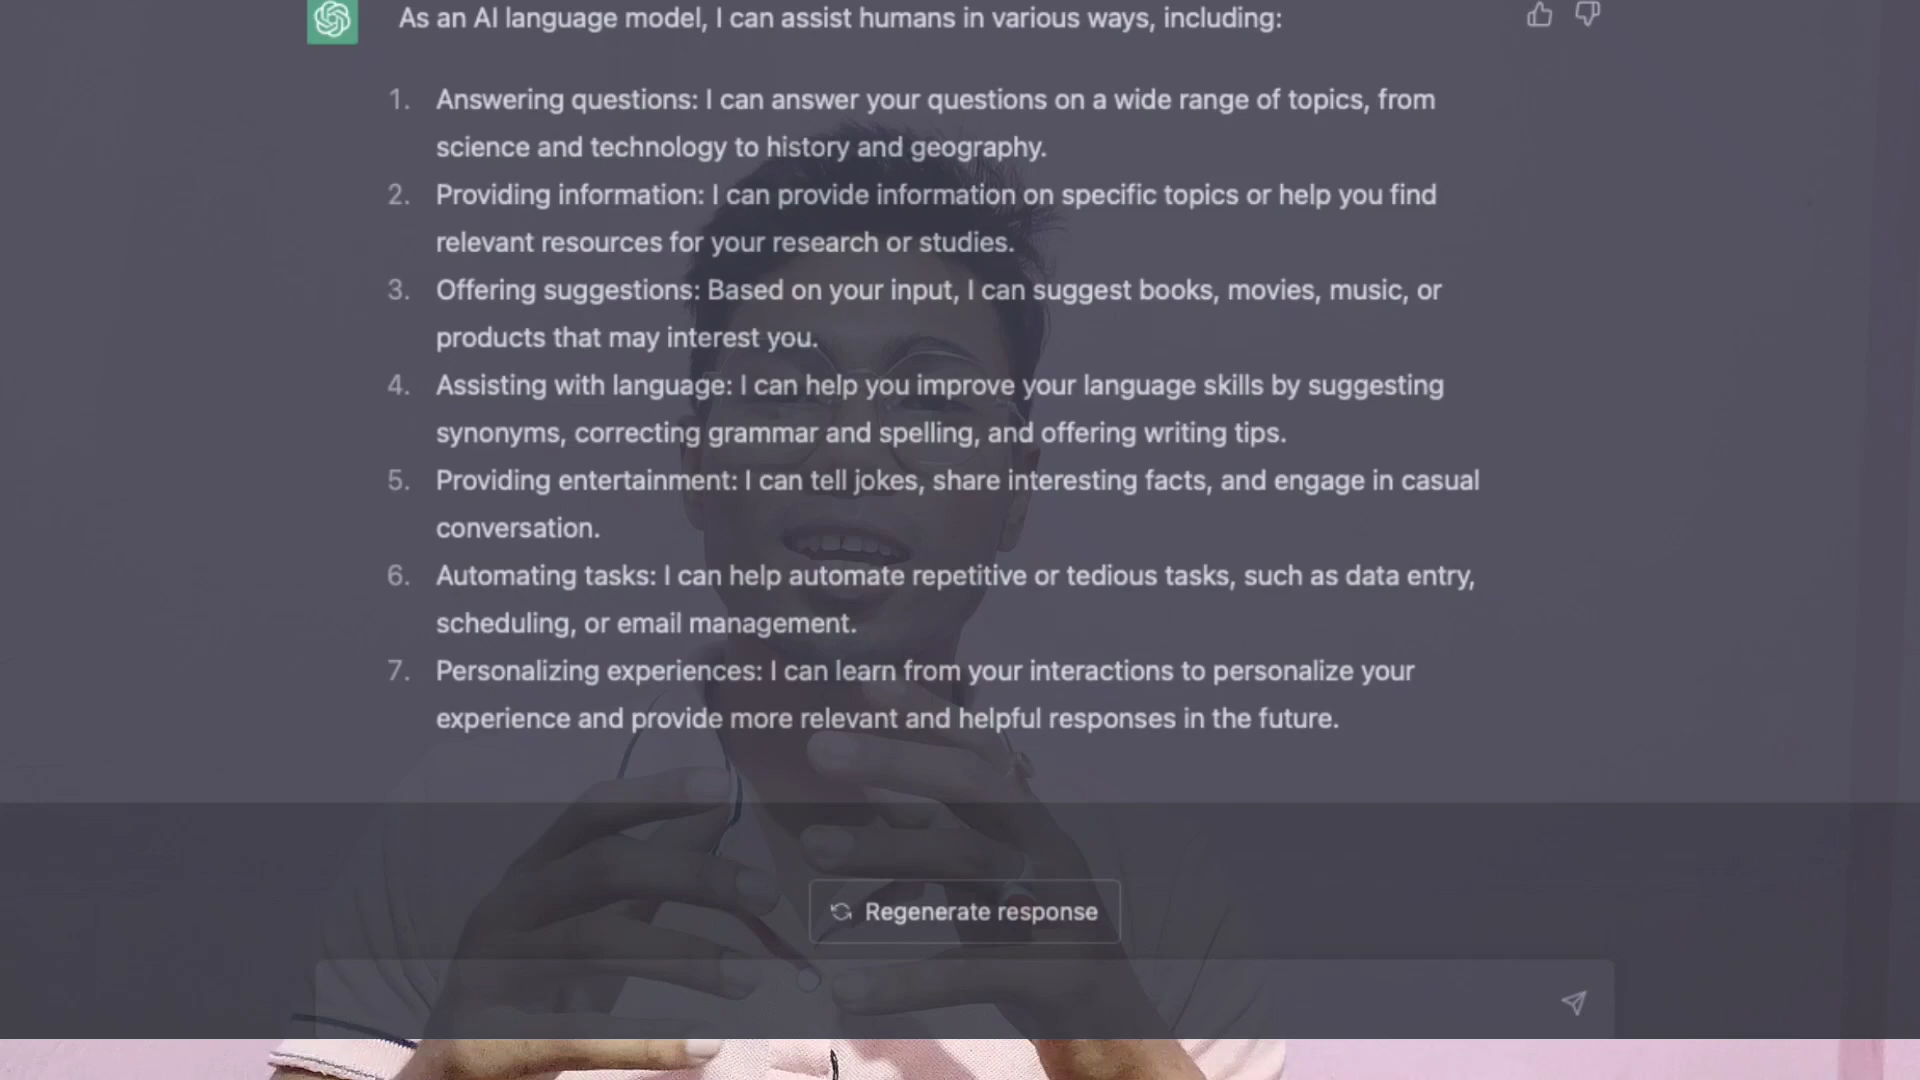 As an AI language model, I can assist humans in various ways, including:
1. Answering questions: I can answer your questions on a wide range of topics, from
science and technology to history and geography.
2. Providing information: I can provide information on specific topics or help you find
relevant resources for your research or studies.
3. Offering suggestions: Based on your input, I can suggest books, movies, music, or
products that may interest you.
4. Assisting with language: I can help you improve your language skills by suggesting
synonyms, correcting grammar and spelling, and offering writing tips.
5. Providing entertainment: I can tell jokes, share interesting facts, and engage in casual
conversation.
6. Automating tasks: I can help automate repetitive or tedious tasks, such as data entry,
scheduling, or email management.
7. Personalizing experiences: I can learn from your interactions to personalize your
experience and provide more relevant and helpful responses in the future.
Regenerate response